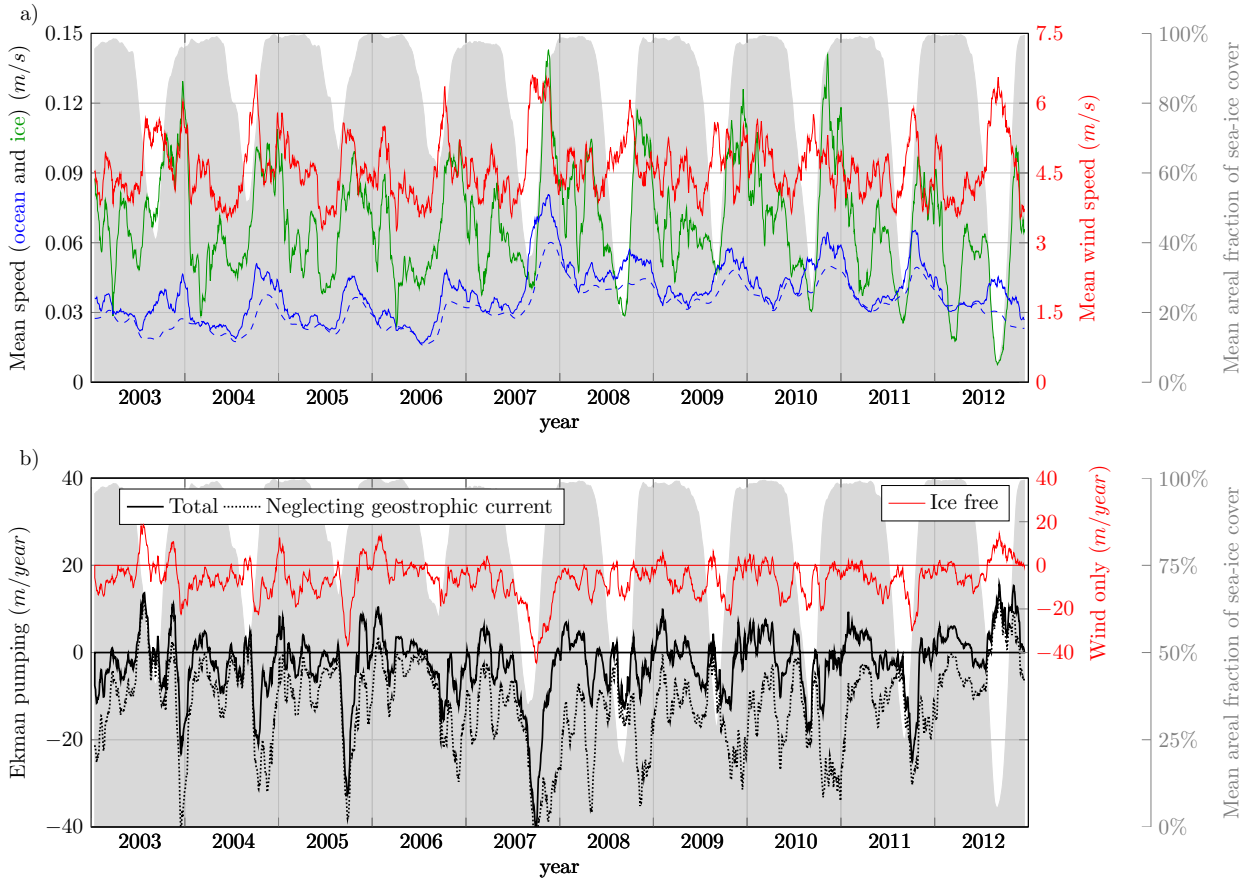 a)
Mean speed (ocean and ice) (m/s)
0.15
0.12
0.09
0.06
0.03
0
7.5
6
4.5
3
1.5
0
Mean wind speed (m/s)
100%
80%
60%
40%
20%
0%
Mean areal fraction of sea-ice cover
2003 2004 2005 2006 2007 2008 2009 2010 2011 2012
year
b)
Ekman pumping (m/year)
40
20
0
−20
−40
Total Neglecting geostrophic current
Ice free
40
20
0
−20
−40
Wind only (m/year)
100%
75%
50%
25%
0%
Mean areal fraction of sea-ice cover
2003 2004 2005 2006 2007 2008 2009 2010 2011 2012
year